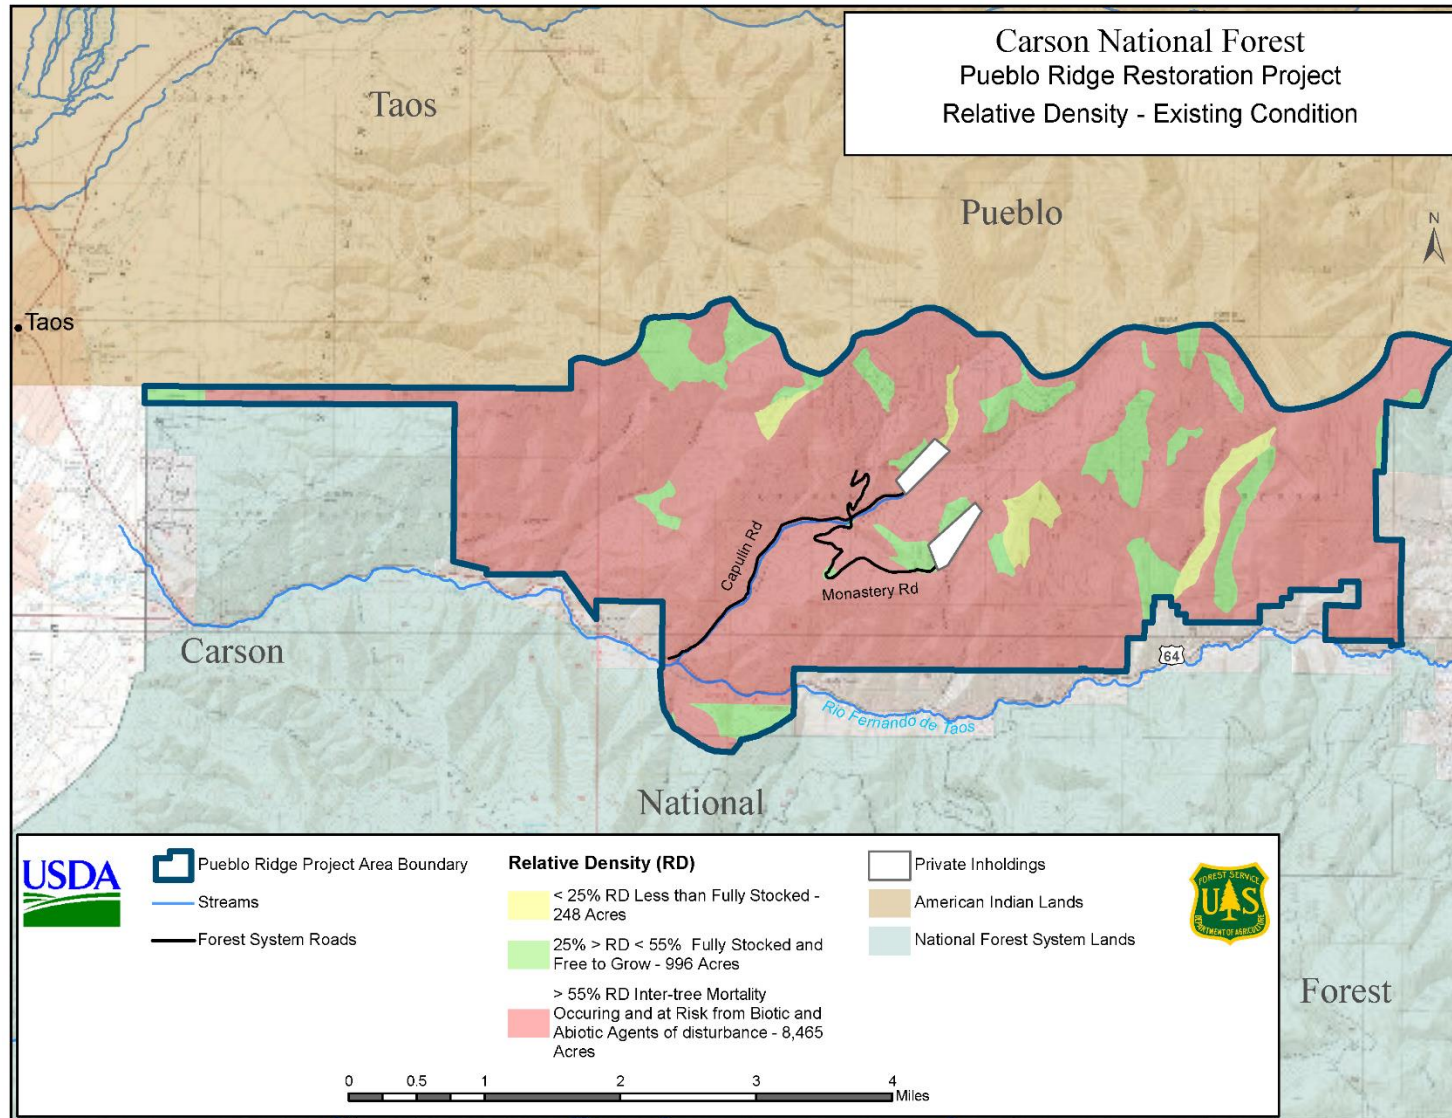 Carson National Forest
Pueblo Ridge Restoration Project
Relative Density - Existing Condition
Taos
Pueblo
N
Taos
Capulin Rd
Monastery Rd
Carson
64
Rio Fernando de Taos
National
Forest
USDA
Pueblo Ridge Project Area Boundary
Streams
Forest System Roads
Relative Density (RD)
< 25% RD Less than Fully Stocked -
248 Acres
25% > RD < 55% Fully Stocked and
Free to Grow - 996 Acres
> 55% RD Inter-tree Mortality
Occuring and at Risk from Biotic and
Abiotic Agents of disturbance - 8,465
Acres
Private Inholdings
American Indian Lands
National Forest System Lands
FOREST SERVICE
U S
DEPARTMENT OF AGRICULTURE
0 0.5 1 2 3 4
Miles